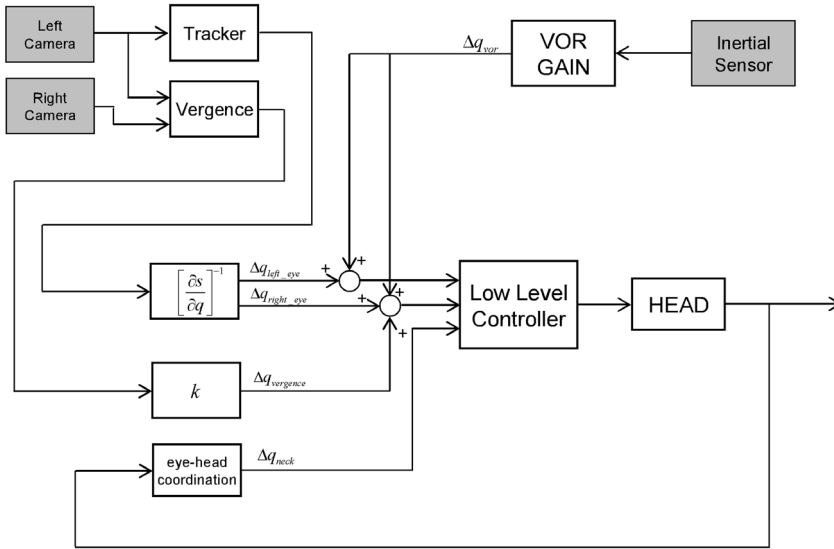 Left
Camera
Tracker
Δq_vor
VOR
GAIN
Inertial
Sensor
Right
Camera
Vergence
[∂s/∂q]⁻¹
Δq_left_eye
+
+
Δq_right_eye
+
+
+
Low Level
Controller
HEAD
k
Δq_vergence
eye-head
coordination
Δq_neck